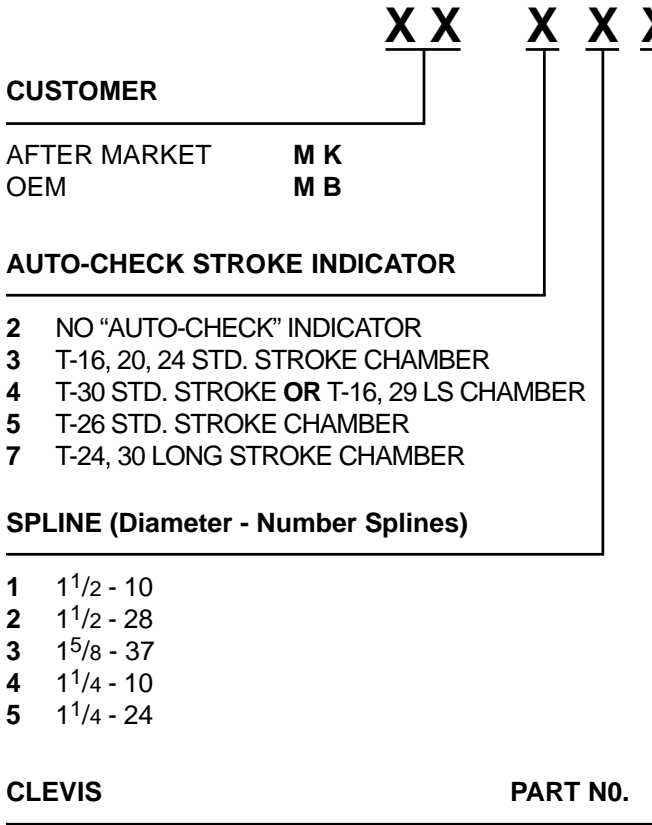 X X X X X
CUSTOMER
AFTER MARKET M K
OEM M B
AUTO-CHECK STROKE INDICATOR
2 NO “AUTO-CHECK” INDICATOR
3 T-16, 20, 24 STD. STROKE CHAMBER
4 T-30 STD. STROKE OR T-16, 29 LS CHAMBER
5 T-26 STD. STROKE CHAMBER
7 T-24, 30 LONG STROKE CHAMBER
SPLINE (Diameter - Number Splines)
1 1 1/2 - 10
2 1 1/2 - 28
3 1 5/8 - 37
4 1 1/4 - 10
5 1 1/4 - 24
CLEVIS PART N0.